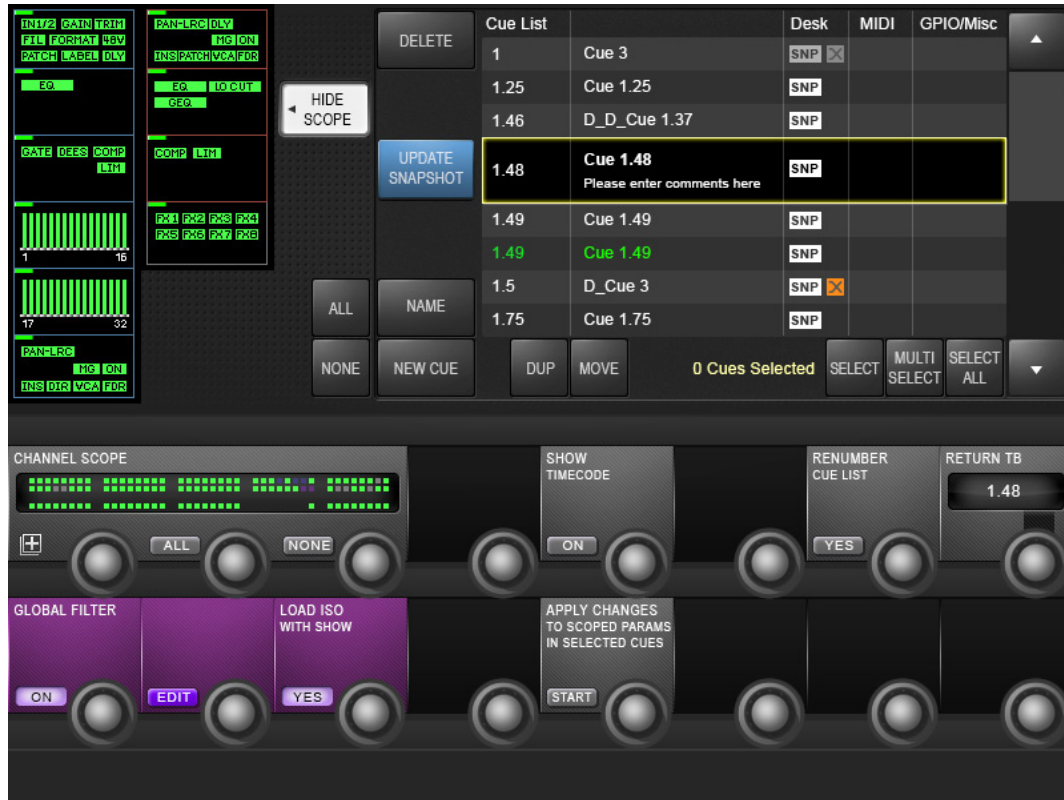 IN1/2 GAIN TRIM
FIL FORMAT 48V
PATCH LABEL DLY
EQ
GATE DEES COMP
LIM
1 16
17 32
PAN-LRC
MG ON
INS DIR VCA FDR
PAN-LRC DLY
MG ON
INS PATCH VCA FDR
EQ LO CUT
GEQ
COMP LIM
FX1 FX2 FX3 FX4
FX5 FX6 FX7 FX8
HIDE
SCOPE
ALL
NONE
DELETE
UPDATE
SNAPSHOT
NAME
NEW CUE
Cue List Desk MIDI GPIO/Misc
1 Cue 3 SNP
1.25 Cue 1.25 SNP
1.46 D_D_Cue 1.37 SNP
1.48 Cue 1.48 SNP
Please enter comments here
1.49 Cue 1.49 SNP
1.49 Cue 1.49 SNP
1.5 D_Cue 3 SNP
1.75 Cue 1.75 SNP
DUP
MOVE
0 Cues Selected
SELECT
MULTI
SELECT
SELECT
ALL
CHANNEL SCOPE
ALL
NONE
SHOW
TIMECODE
ON
RENUMBER
CUE LIST
YES
RETURN TB
1.48
GLOBAL FILTER
ON
EDIT
LOAD ISO
WITH SHOW
YES
APPLY CHANGES
TO SCOPED PARAMS
IN SELECTED CUES
START